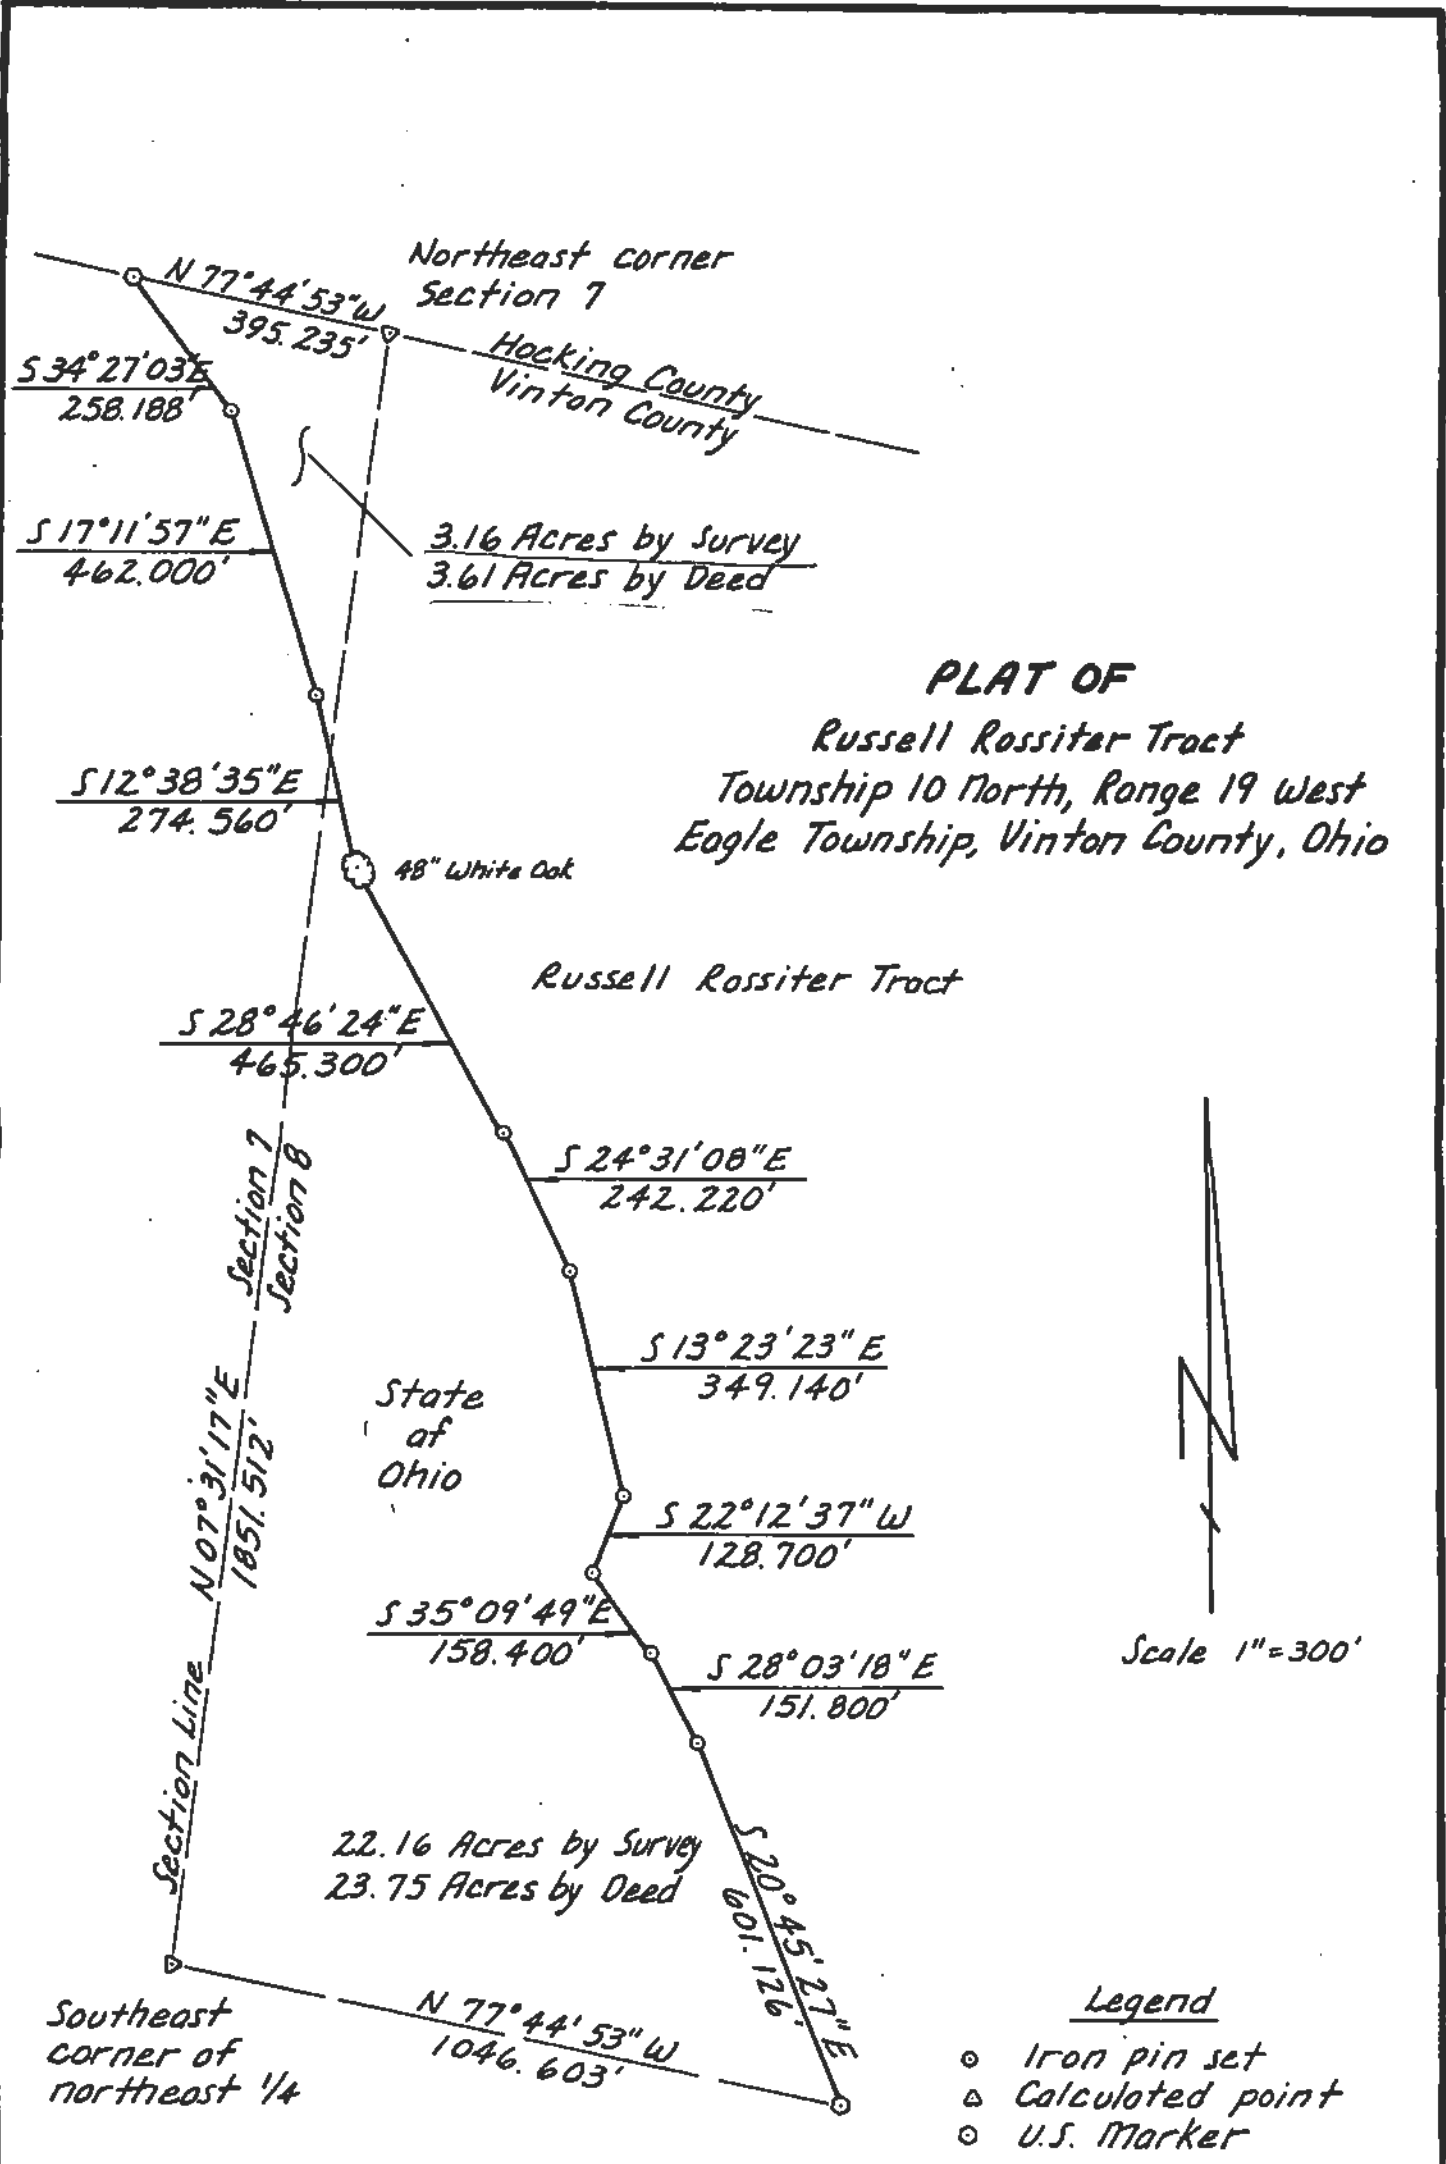 Northeast corner
Section 7
N 77°44'53"W
395.235'
Hocking County
Vinton County
S 34°27'03"E
258.188'
S 17°11'57"E
462.000'
3.16 Acres by Survey
3.61 Acres by Deed
PLAT OF
Russell Rossiter Tract
Township 10 North, Range 19 West
Eagle Township, Vinton County, Ohio
S 12°38'35"E
274.560'
48" White Oak
Russell Rossiter Tract
S 28°46'24"E
465.300'
Section 7
Section 8
S 24°31'08"E
242.220'
S 13°23'23"E
349.140'
State
of
Ohio
N 07°31'17"E
1851.512'
Section Line
S 22°12'37"W
128.700'
S 35°09'49"E
158.400'
S 28°03'18"E
151.800'
N
Scale 1"=300'
22.16 Acres by Survey
23.75 Acres by Deed
S 20°45'27"E
601.126'
Southeast
corner of
northeast 1/4
N 77°44'53"W
1046.603'
Legend
Iron pin set
Calculated point
U.S. Marker